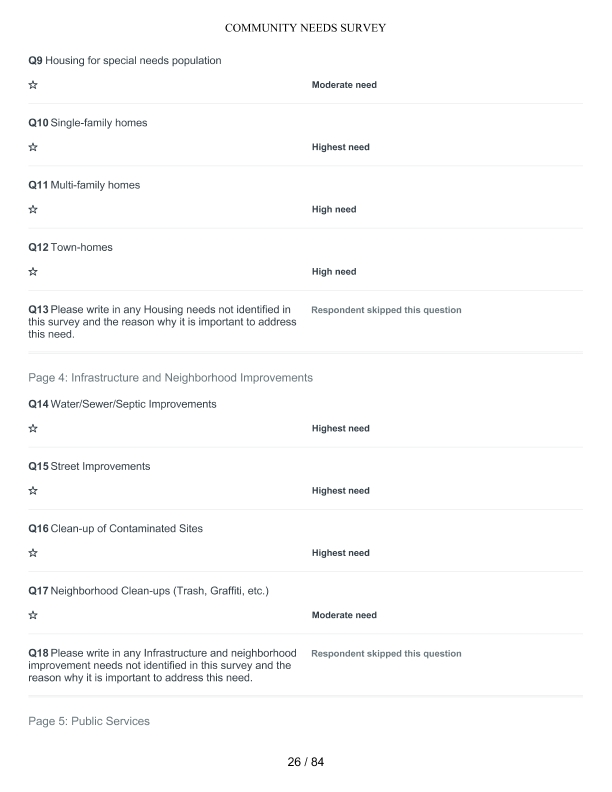 COMMUNITY NEEDS SURVEY
Q9 Housing for special needs population
☆ Moderate need
Q10 Single-family homes
☆ Highest need
Q11 Multi-family homes
☆ High need
Q12 Town-homes
☆ High need
Q13 Please write in any Housing needs not identified in Respondent skipped this question
this survey and the reason why it is important to address
this need.
Page 4: Infrastructure and Neighborhood Improvements
Q14 Water/Sewer/Septic Improvements
☆ Highest need
Q15 Street Improvements
☆ Highest need
Q16 Clean-up of Contaminated Sites
☆ Highest need
Q17 Neighborhood Clean-ups (Trash, Graffiti, etc.)
☆ Moderate need
Q18 Please write in any Infrastructure and neighborhood Respondent skipped this question
improvement needs not identified in this survey and the
reason why it is important to address this need.
Page 5: Public Services
26 / 84